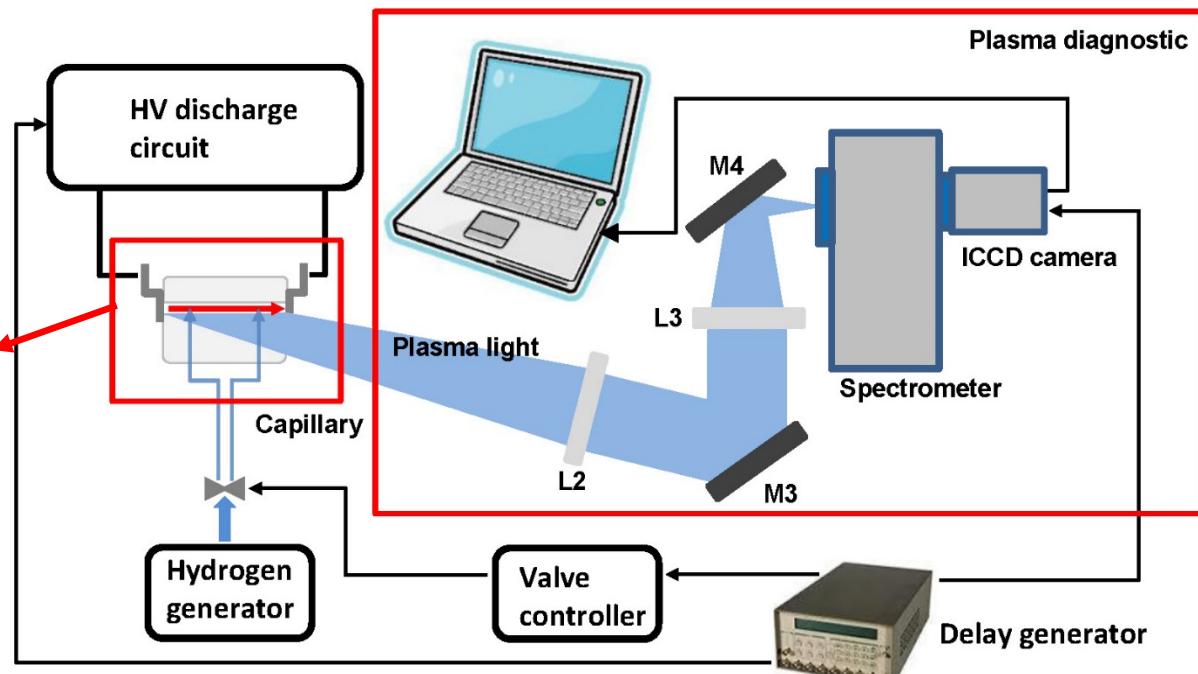 Plasma diagnostic
HV discharge
circuit
M4
ICCD camera
L3
Plasma light
Spectrometer
Capillary
L2
M3
Hydrogen
generator
Valve
controller
Delay generator